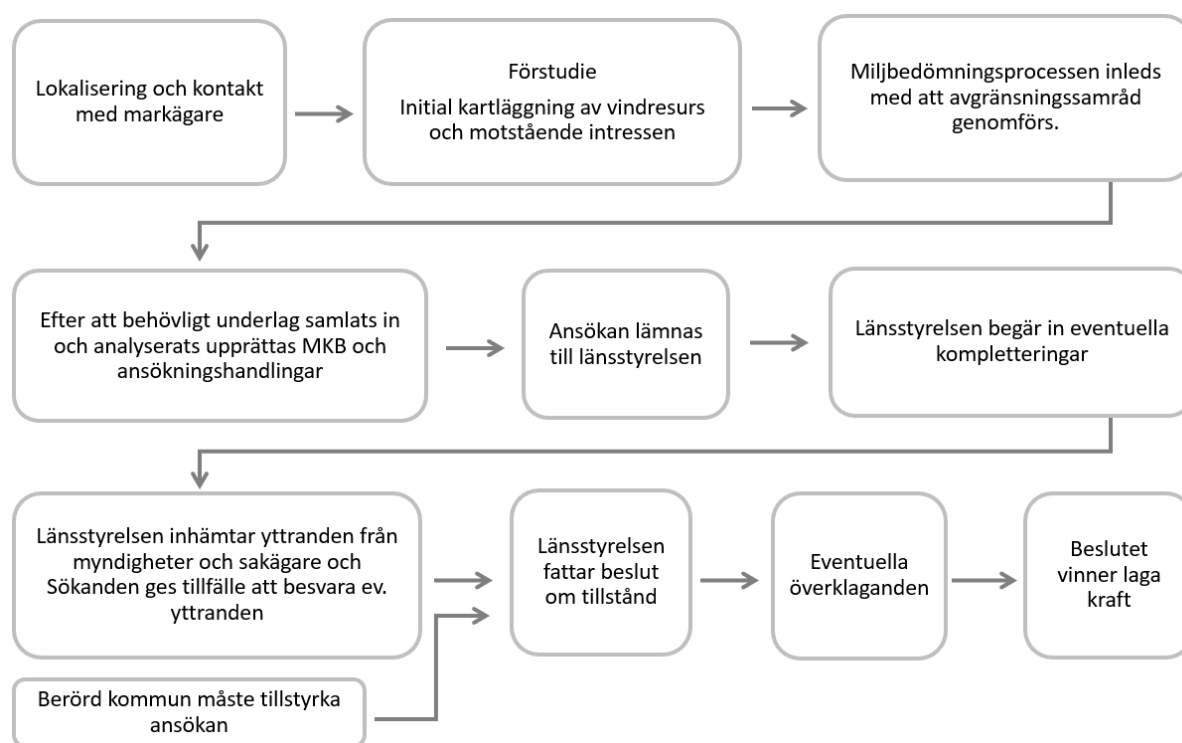 Lokalisering och kontakt
med markägare
Förstudie
Initial kartläggning av vindresurs
och motstående intressen
Miljbedömningsprocessen inleds
med att avgränsningssamråd
genomförs.
Efter att behövligt underlag samlats in
och analyserats upprättas MKB och
ansökningshandlingar
Ansökan lämnas
till länsstyrelsen
Länsstyrelsen begär in eventuella
kompletteringar
Länsstyrelsen inhämtar yttranden från
myndigheter och sakägare och
Sökanden ges tillfälle att besvara ev.
yttranden
Länsstyrelsen
fattar beslut
om tillstånd
Eventuella
överklaganden
Beslutet
vinner laga
kraft
Berörd kommun måste tillstyrka
ansökan